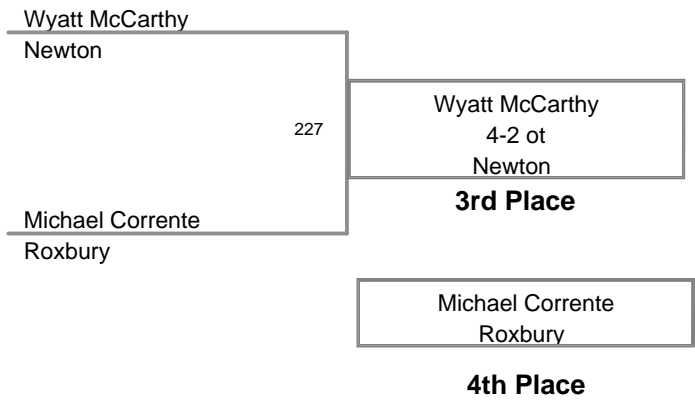 Wyatt McCarthy
Newton
227
Wyatt McCarthy
4-2 ot
Newton
3rd Place
Michael Corrente
Roxbury
Michael Corrente
Roxbury
4th Place